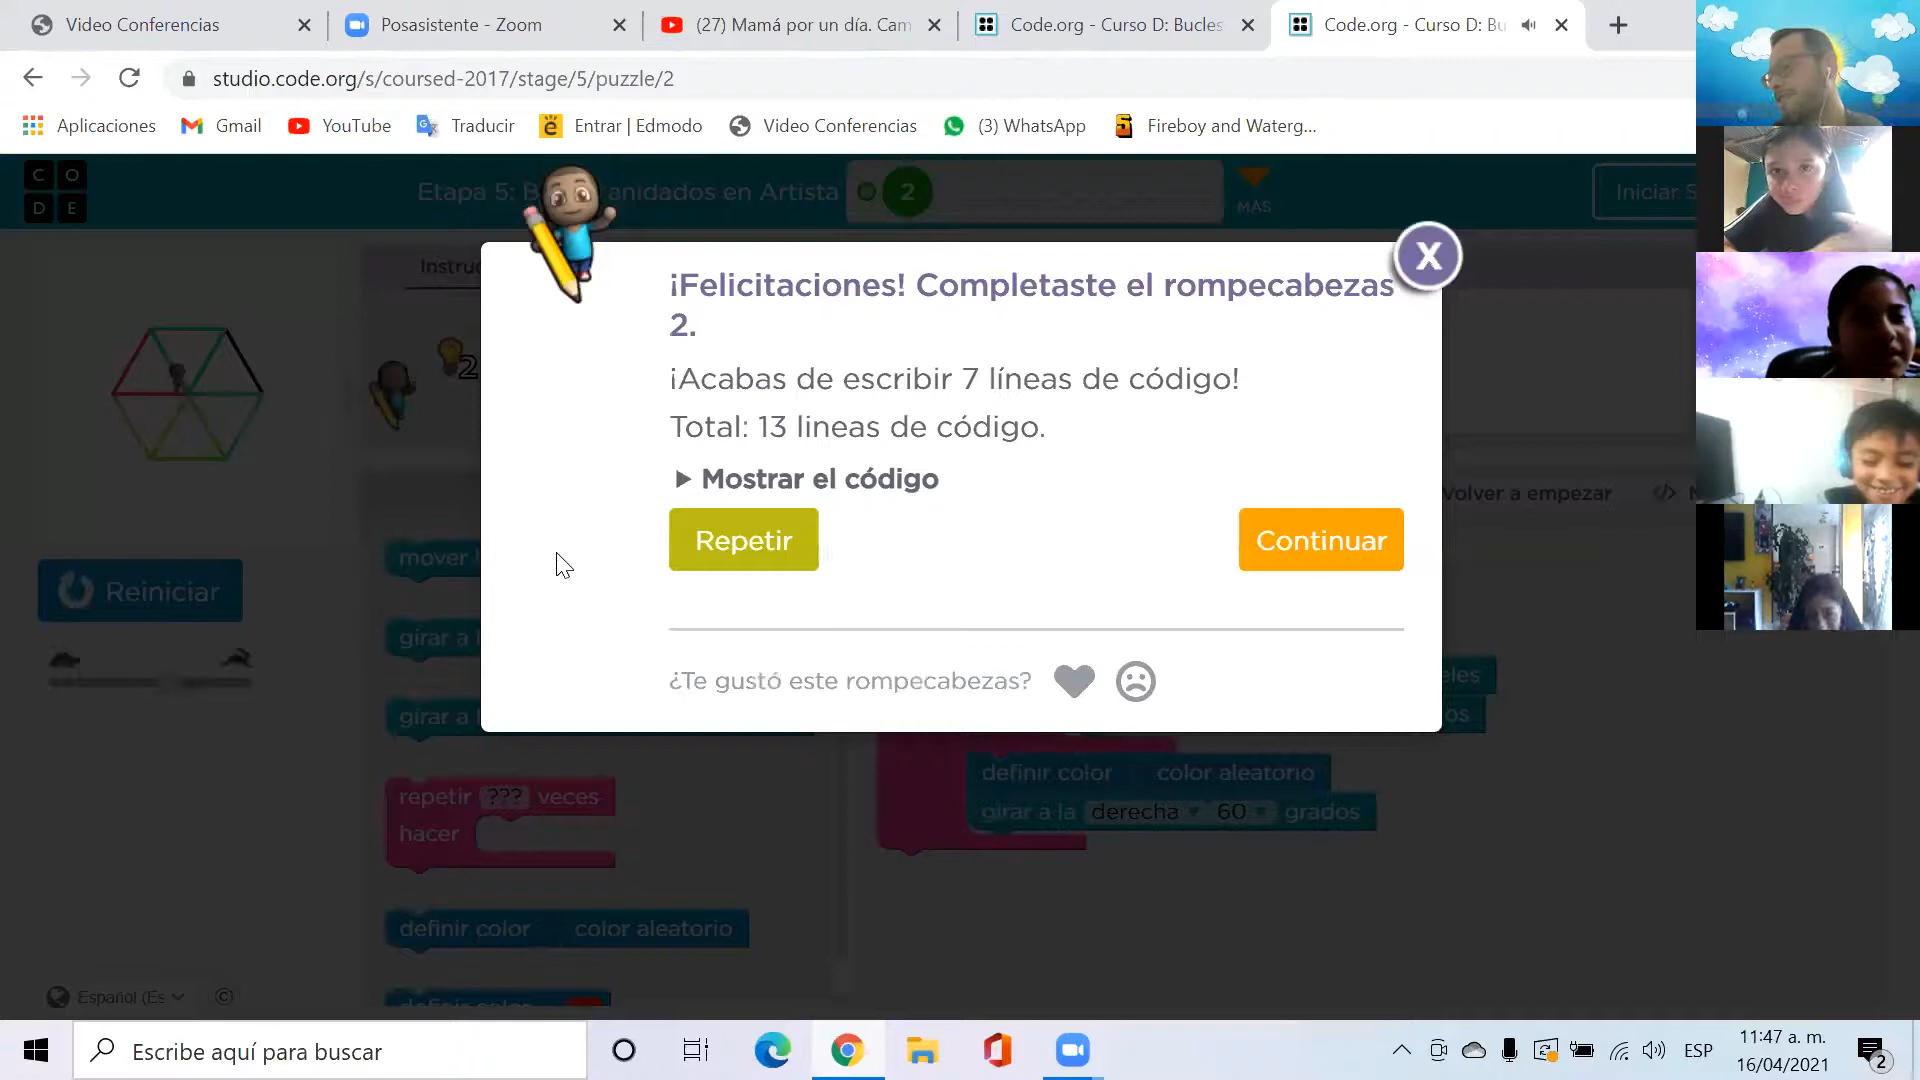 Video Conferencias
Posasistente - Zoom
(27) Mamá por un día. Cam
Code.org - Curso D: Bucles
Code.org - Curso D: Bu
studio.code.org/s/coursed-2017/stage/5/puzzle/2
Aplicaciones
Gmail
YouTube
Traducir
Entrar | Edmodo
Video Conferencias
(3) WhatsApp
Fireboy and Waterg...
C O
D E
Etapa 5: B
anidados en Artista
2
MÁS
Iniciar S
Instruc
2
¡Felicitaciones! Completaste el rompecabezas
2.
¡Acabas de escribir 7 líneas de código!
Total: 13 lineas de código.
Mostrar el código
Repetir
Continuar
¿Te gustó este rompecabezas?
X
Volver a empezar
Reiniciar
mover
girar a
girar a
repetir ??? veces
hacer
definir color color aleatorio
definir color
definir color color aleatorio
girar a la derecha 60 grados
Español (Es
©
Escribe aquí para buscar
ESP
11:47 a. m.
16/04/2021
2